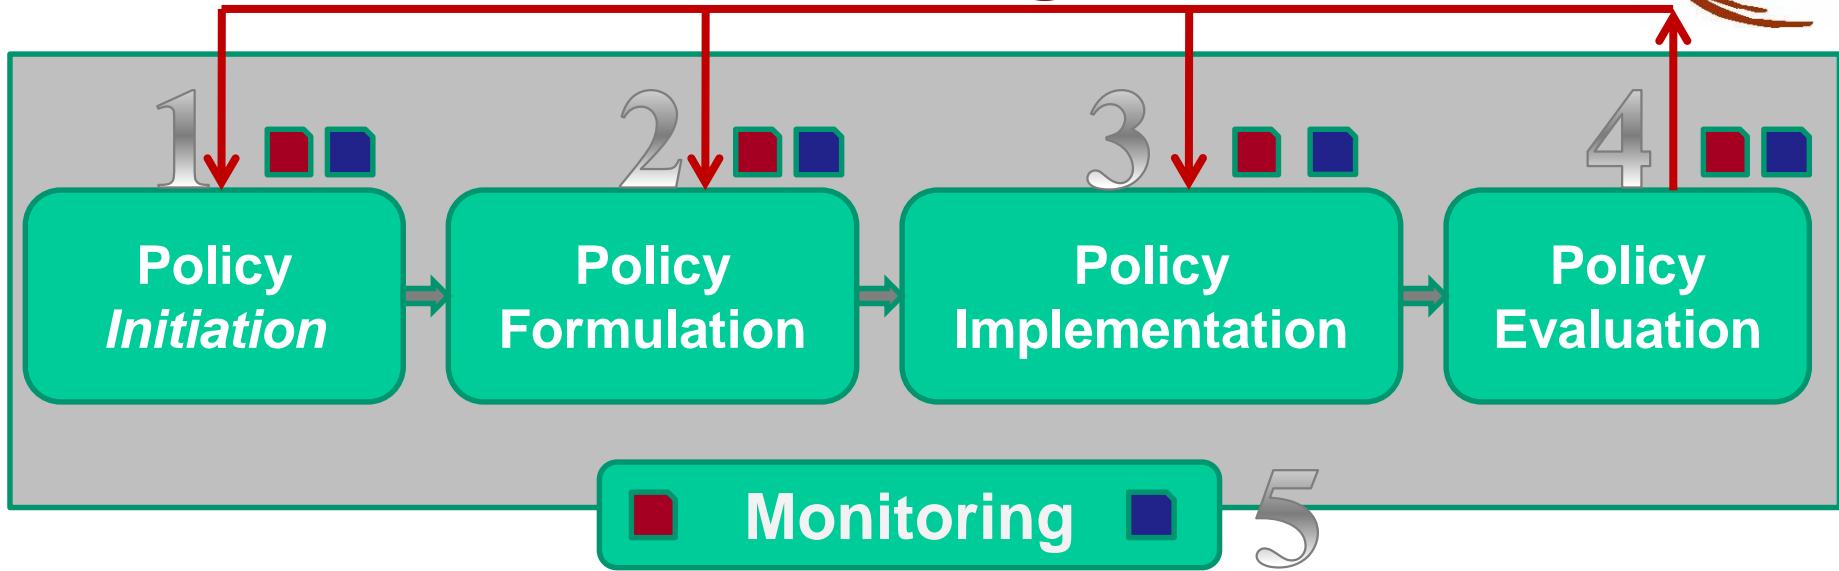 1
2
3
4
Policy
Initiation
Policy
Formulation
Policy
Implementation
Policy
Evaluation
Monitoring
5